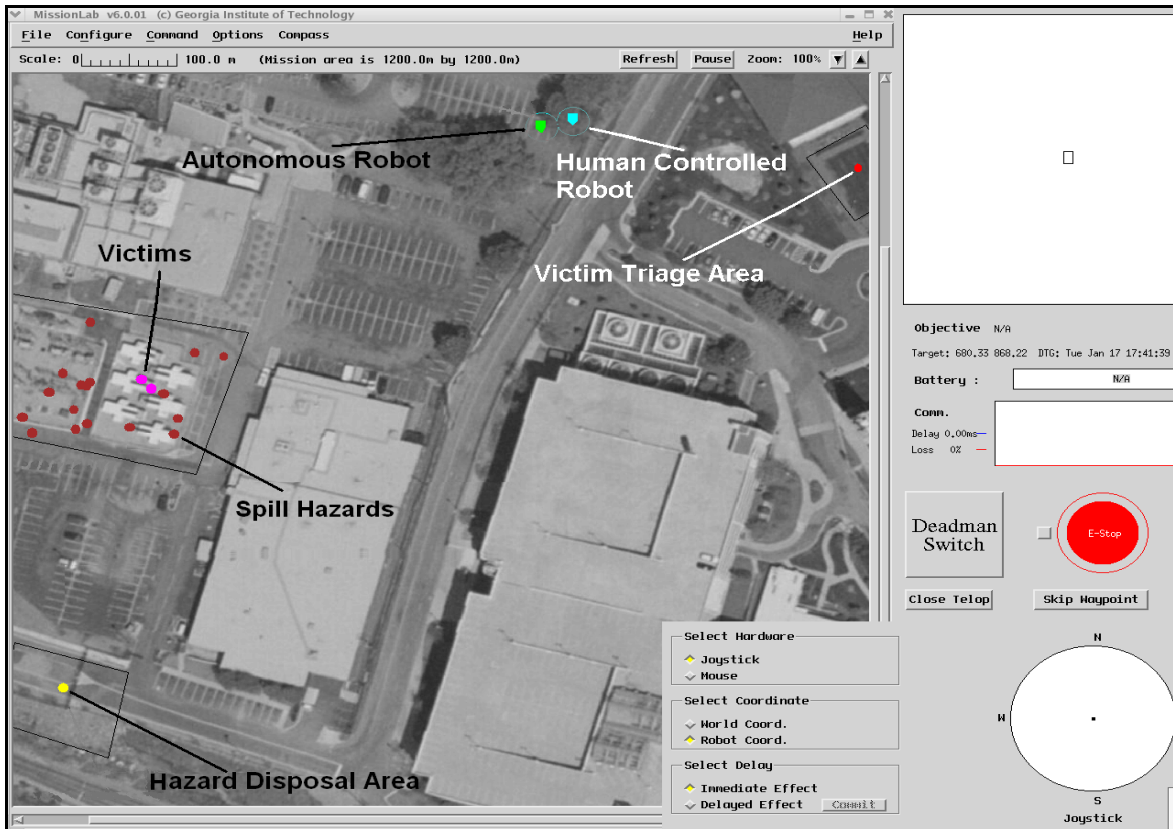 MissionLab v6.0.01 (c) Georgia Institute of Technology
File Configure Command Options Compass Help
Scale: 0 100.0 m (Mission area is 1200.0m by 1200.0m) Refresh Pause Zoom: 100%
Autonomous Robot
Human Controlled
Robot
Victims
Victim Triage Area
Spill Hazards
Hazard Disposal Area
Objective N/A
Target: 680.33 868.22 DTG: Tue Jan 17 17:41:39
Battery : N/A
Comm.
Delay 0.00ms
Loss 0%
Deadman
Switch
E-Stop
Close Telop Skip Waypoint
Select Hardware
Joystick
Mouse
Select Coordinate
World Coord.
Robot Coord.
Select Delay
Immediate Effect
Delayed Effect Commit
N
W
S
Joystick